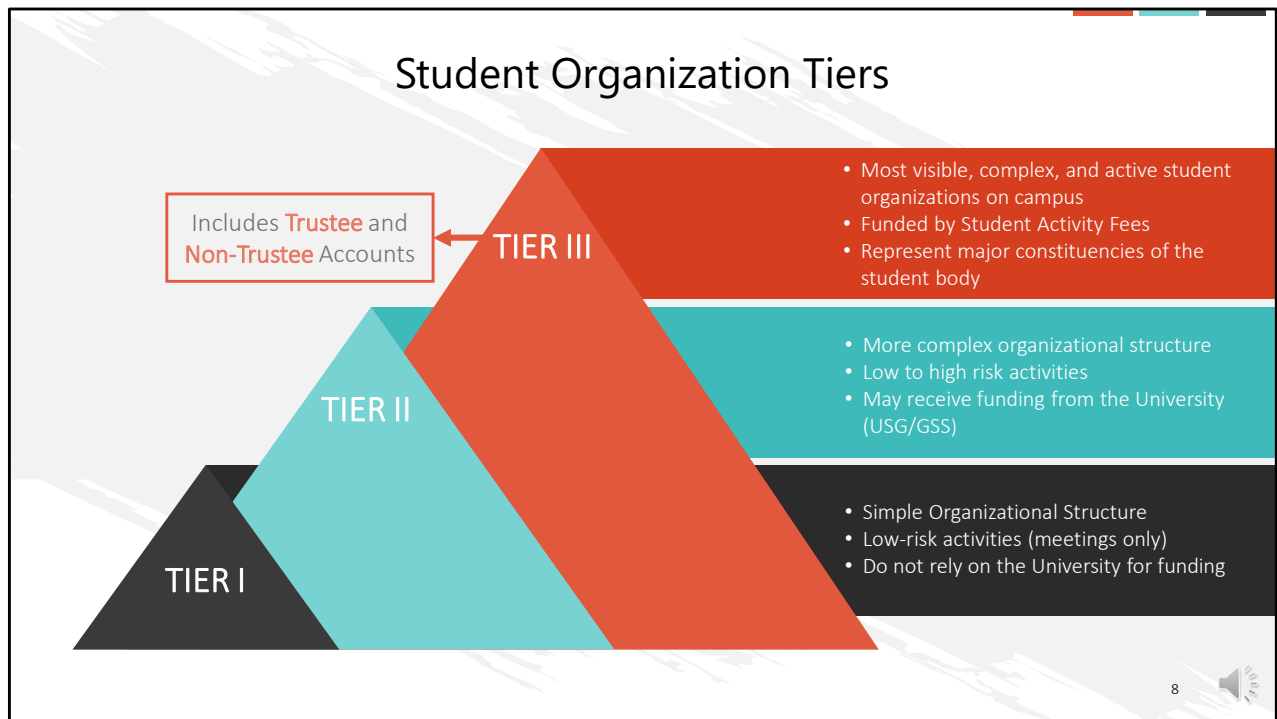 Student Organization Tiers
Includes Trustee and
Non-Trustee Accounts
TIER III
• Most visible, complex, and active student
organizations on campus
• Funded by Student Activity Fees
• Represent major constituencies of the
student body
TIER II
• More complex organizational structure
• Low to high risk activities
• May receive funding from the University
(USG/GSS)
TIER I
• Simple Organizational Structure
• Low-risk activities (meetings only)
• Do not rely on the University for funding
8